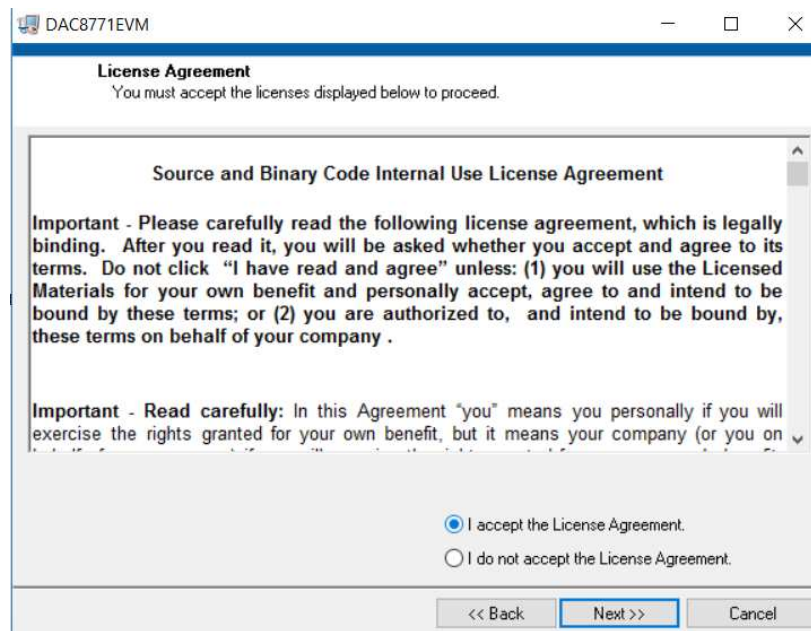 DAC8771EVM
License Agreement
You must accept the licenses displayed below to proceed.
Source and Binary Code Internal Use License Agreement
Important - Please carefully read the following license agreement, which is legally
binding. After you read it, you will be asked whether you accept and agree to its
terms. Do not click “I have read and agree” unless: (1) you will use the Licensed
Materials for your own benefit and personally accept, agree to and intend to be
bound by these terms; or (2) you are authorized to, and intend to be bound by,
these terms on behalf of your company .
Important - Read carefully: In this Agreement “you” means you personally if you will
exercise the rights granted for your own benefit, but it means your company (or you on
I accept the License Agreement.
I do not accept the License Agreement.
<< Back Next >> Cancel